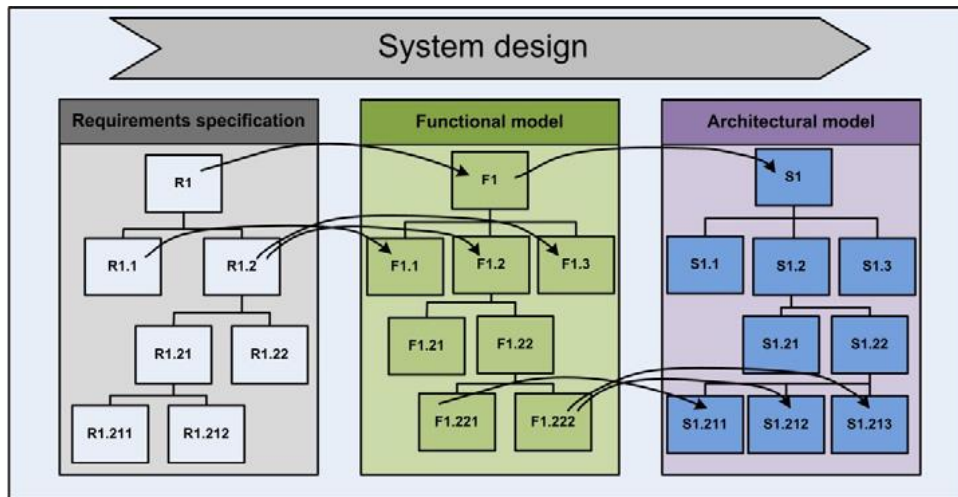 System design
Requirements specification
Functional model
Architectural model
R1
F1
S1
R1.1
R1.2
F1.1
F1.2
F1.3
S1.1
S1.2
S1.3
R1.21
R1.22
F1.21
F1.22
S1.21
S1.22
R1.211
R1.212
F1.221
F1.222
S1.211
S1.212
S1.213